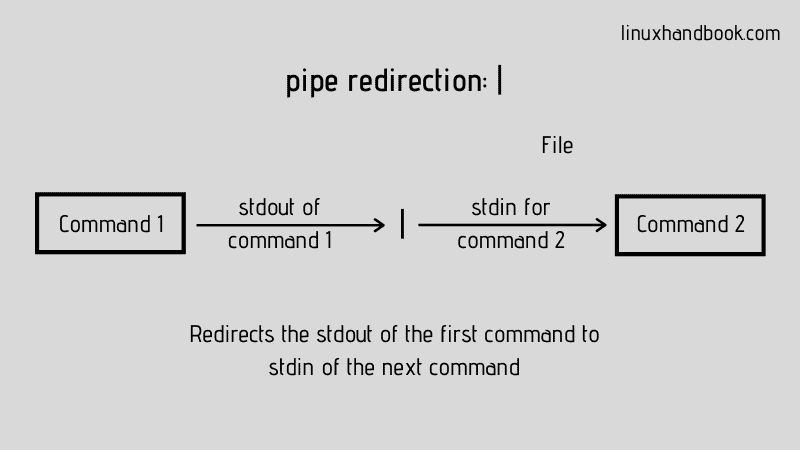 linuxhandbook.com
pipe redirection: |
File
Command 1
stdout of
command 1
|
stdin for
command 2
Command 2
Redirects the stdout of the first command to
stdin of the next command